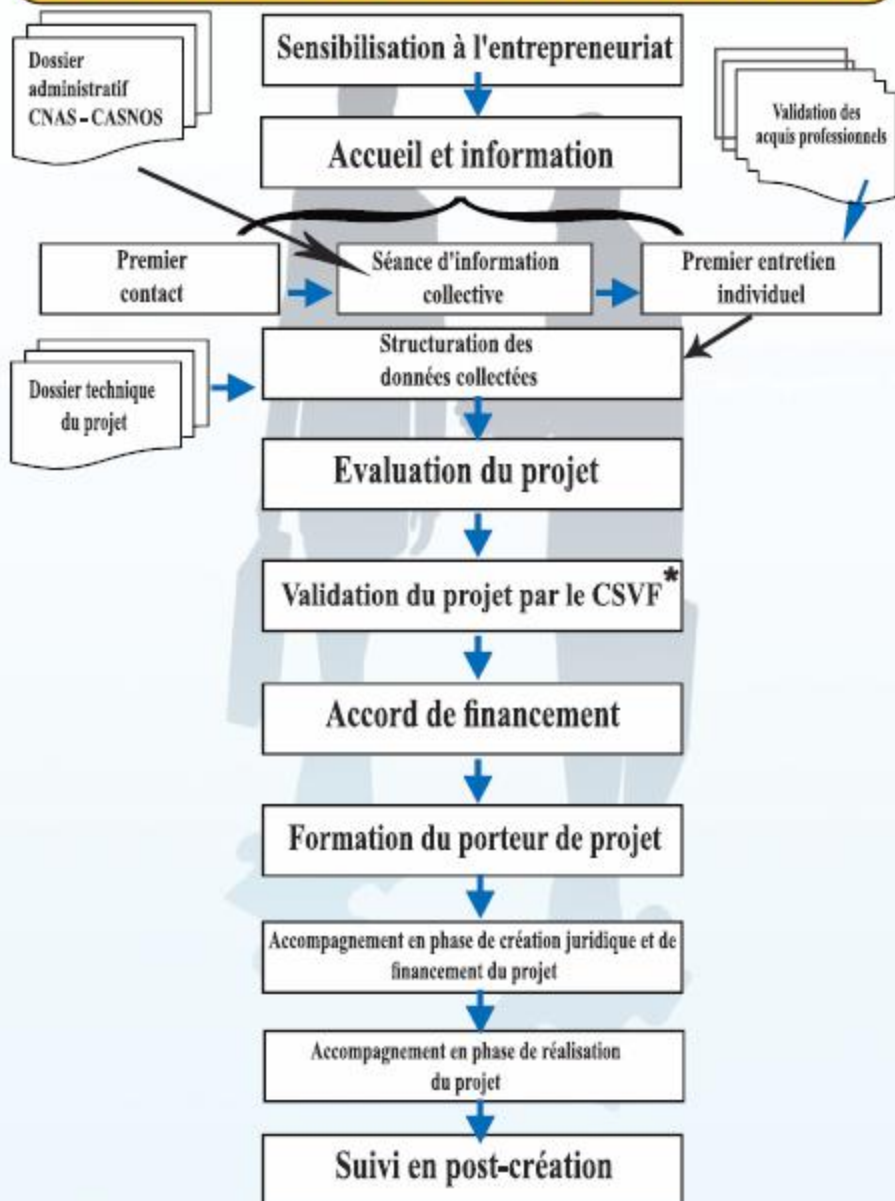 Dossier
administratif
CNAS - CASNOS
Sensibilisation à l'entrepreneuriat
Validation des
acquis professionnels
Accueil et information
Premier
contact
Séance d'information
collective
Premier entretien
individuel
Dossier technique
du projet
Structuration des
données collectées
Evaluation du projet
Validation du projet par le CSVF*
Accord de financement
Formation du porteur de projet
Accompagnement en phase de création juridique et de
financement du projet
Accompagnement en phase de réalisation
du projet
Suivi en post-création